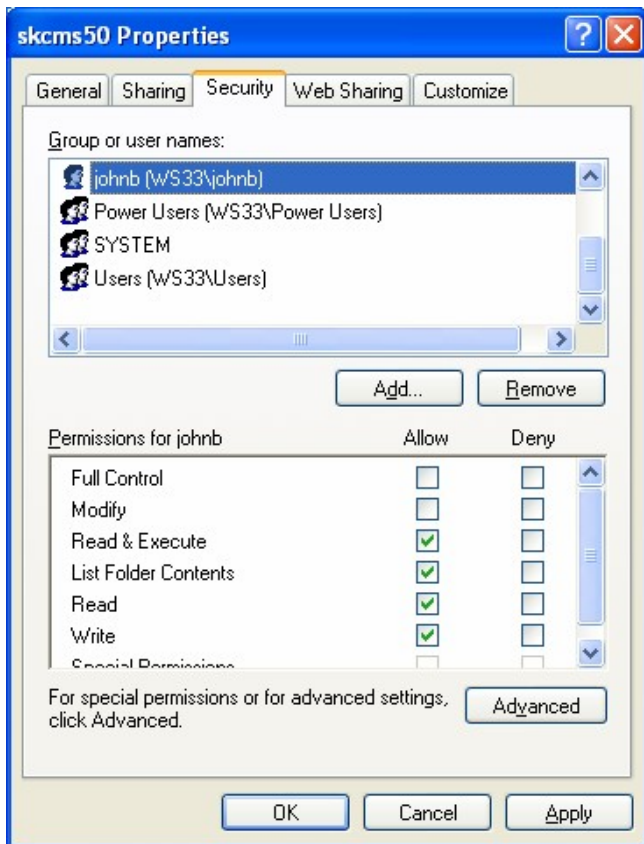 skcms50 Properties
General Sharing Security Web Sharing Customize
Group or user names:
johnb (WS33\johnb)
Power Users (WS33\Power Users)
SYSTEM
Users (WS33\Users)
Add... Remove
Permissions for johnb Allow Deny
Full Control
Modify
Read & Execute
List Folder Contents
Read
Write
Special Permissions
For special permissions or for advanced settings, Advanced
click Advanced.
OK Cancel Apply